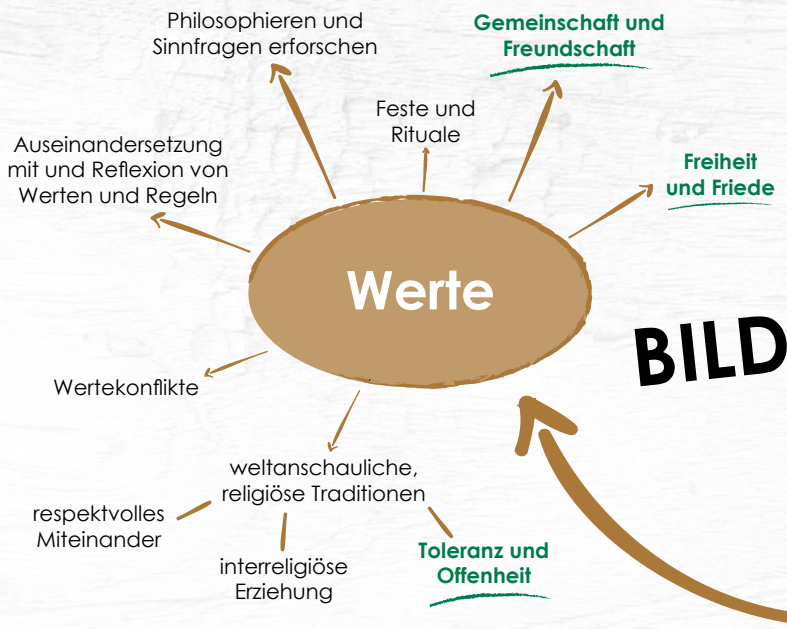 Philosophieren und
Sinnfragen erforschen
Gemeinschaft und
Freundschaft
Feste und
Rituale
Auseinandersetzung
mit und Reflexion von
Werten und Regeln
Freiheit
und Friede
Werte
BILD
Wertekonflikte
weltanschauliche,
religiöse Traditionen
respektvolles
Miteinander
interreligiöse
Erziehung
Toleranz und
Offenheit